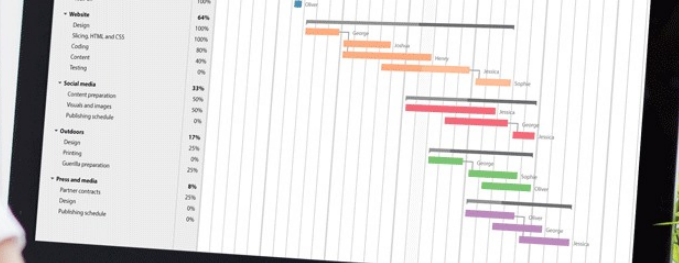 100%
Oliver
Website 64%
Design 100%
George
Slicing, HTML and CSS 100%
Joshua
Coding 80%
Henry
Content 40%
Jessica
Testing 0%
Sophie
Social media 33%
Content preparation 50%
Jessica
Visuals and images 50%
George
Publishing schedule 0%
Jessica
Outdoors 17%
Design 25%
George
Printing 0%
Sophie
Guerilla preparation 25%
Oliver
Press and media 8%
Partner contracts 25%
Oliver
Design 0%
George
Publishing schedule 0%
Jessica